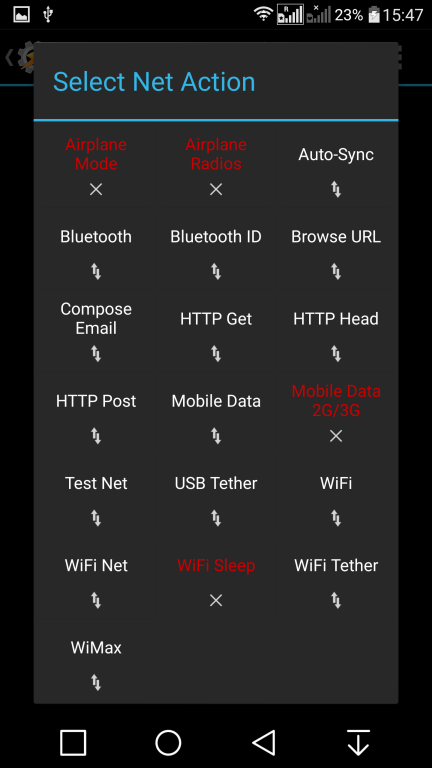 R 23% 15:47
Select Net Action
Airplane Airplane Auto-Sync
Mode Radios
Bluetooth Bluetooth ID Browse URL
Compose HTTP Get HTTP Head
Email
HTTP Post Mobile Data Mobile Data
2G/3G
Test Net USB Tether WiFi
WiFi Net WiFi Sleep WiFi Tether
WiMax